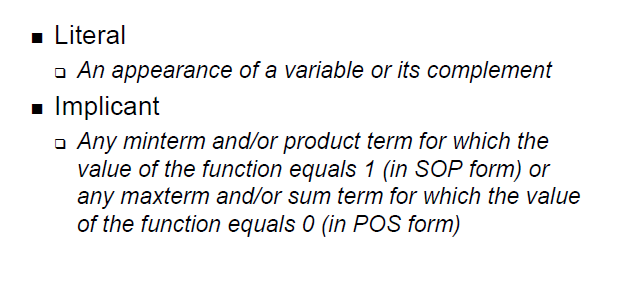 ■ Literal
❑ An appearance of a variable or its complement
■ Implicant
❑ Any minterm and/or product term for which the
value of the function equals 1 (in SOP form) or
any maxterm and/or sum term for which the value
of the function equals 0 (in POS form)